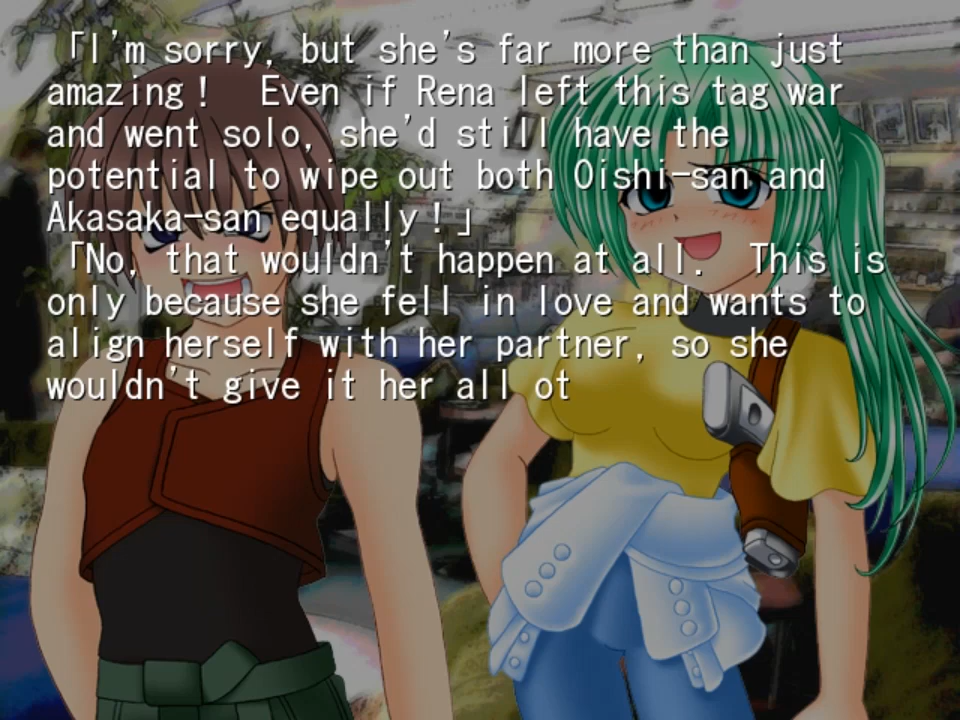 「I'm sorry, but she's far more than just
amazing！　Even if Rena left this tag war
and went solo, she'd still have the
potential to wipe out both Oishi-san and
Akasaka-san equally！」
「No, that wouldn't happen at all.　This is
only because she fell in love and wants to
align herself with her partner, so she
wouldn't give it her all ot